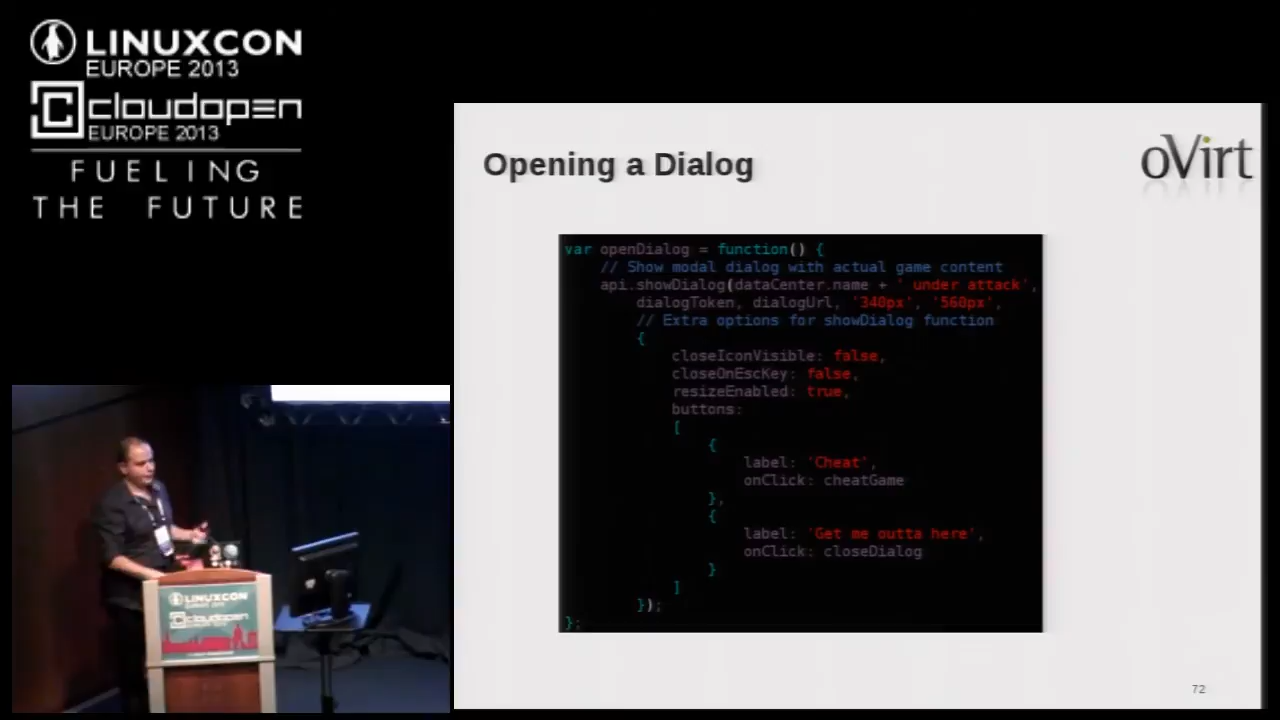 LINUXCON
EUROPE 2013
cloudopen
EUROPE 2013
FUELING
THE FUTURE
Opening a Dialog
oVirt
var openDialog = function() {
// Show modal dialog with actual game content
api.showDialog(dataCenter.name + ' under attack',
dialogToken, dialogUrl, '340px', '560px',
// Extra options for showDialog function
{
closeIconVisible: false,
closeOnEscKey: false,
resizeEnabled: true,
buttons:
[
{
label: 'Cheat',
onClick: cheatGame
},
{
label: 'Get me outta here',
onClick: closeDialog
}
]
});
};
72
LINUXCON
cloudopen